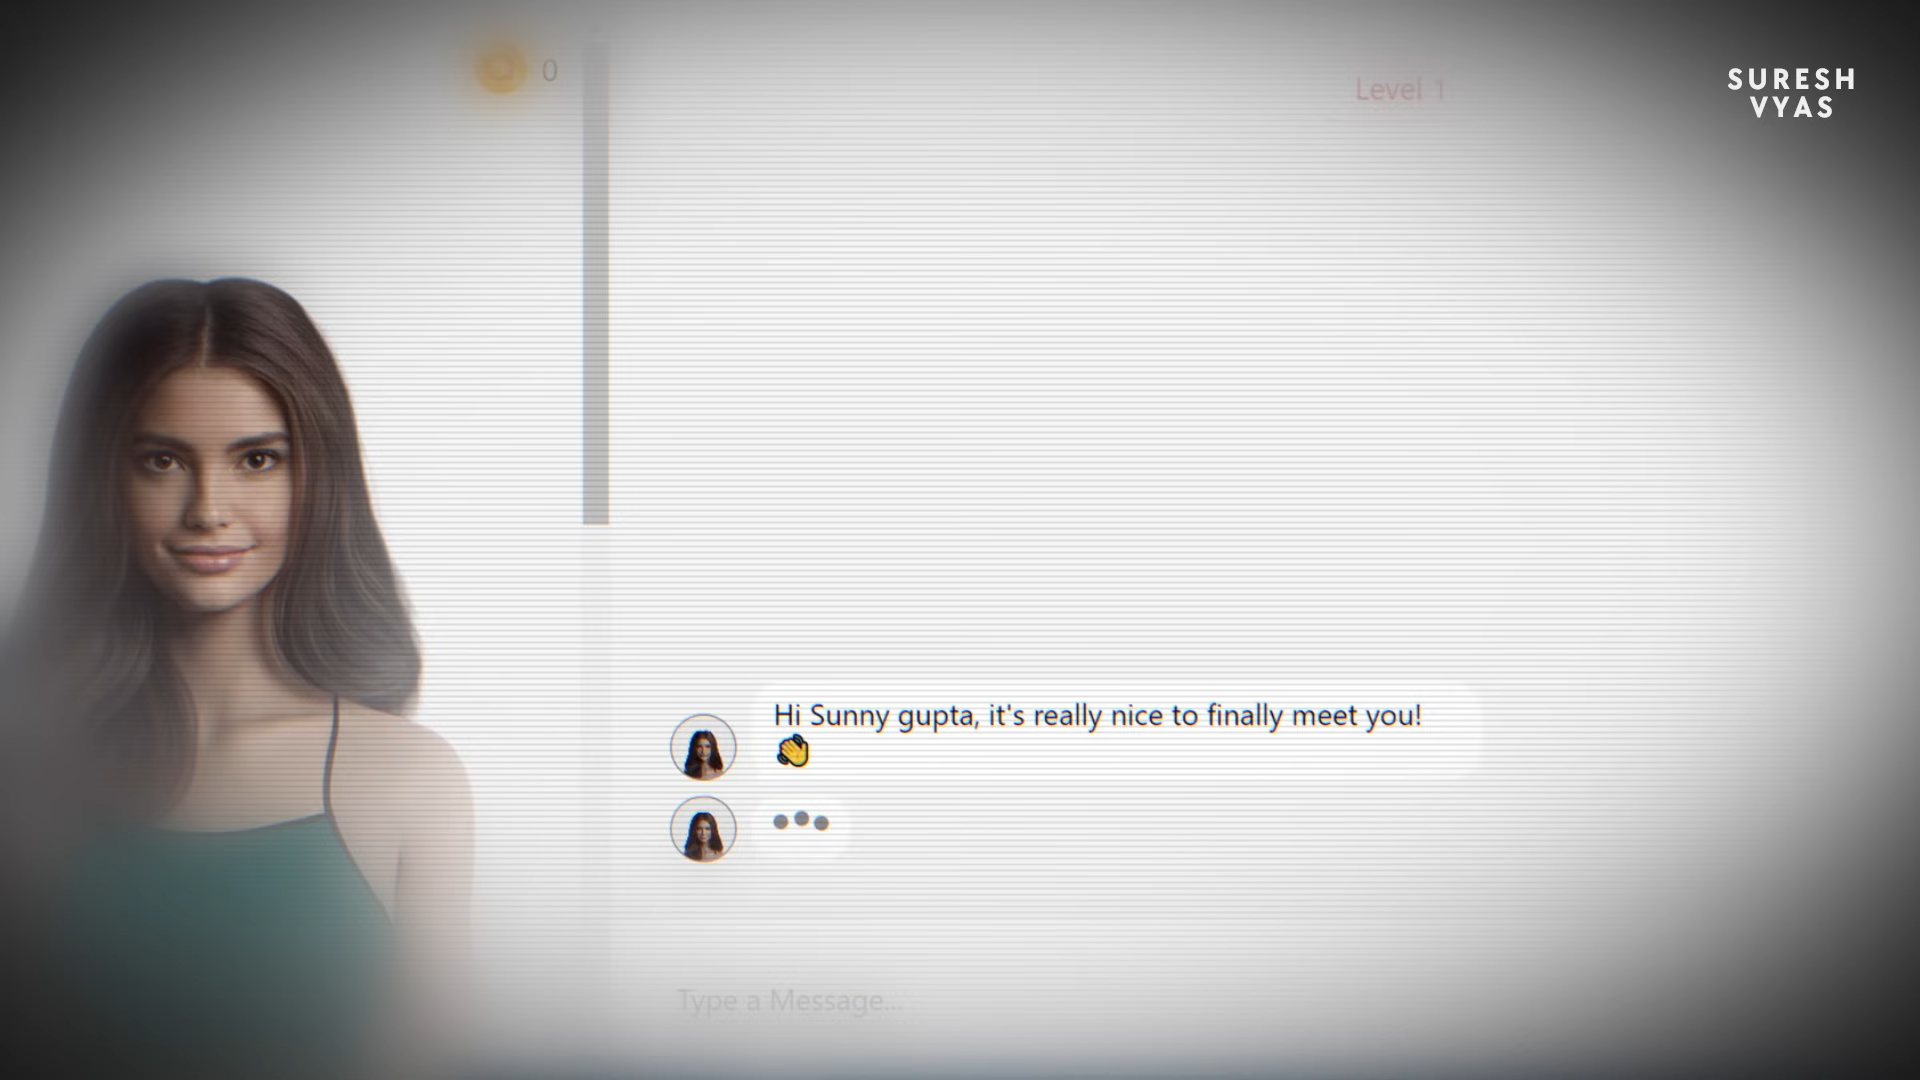 0
Level 1
SURESH
VYAS
Hi Sunny gupta, it's really nice to finally meet you!
👋
Type a Message...